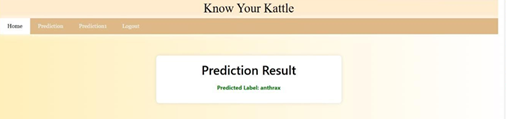 Know Your Kattle
Home Prediction Predictions Logout
Prediction Result
Predicted Label: anthrax